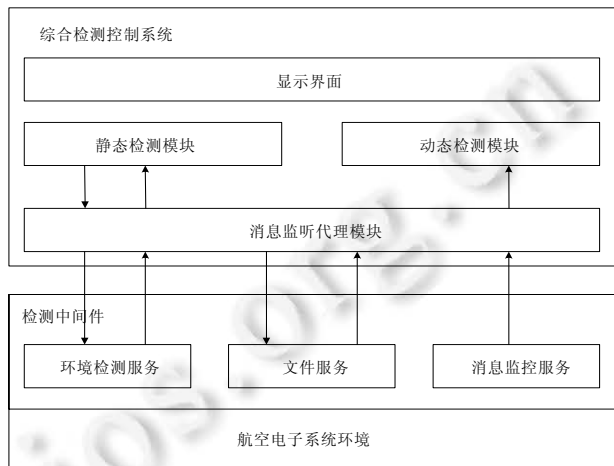 综合检测控制系统
显示界面
静态检测模块
动态检测模块
消息监听代理模块
检测中间件
环境检测服务
文件服务
消息监控服务
航空电子系统环境
ios.org.cn